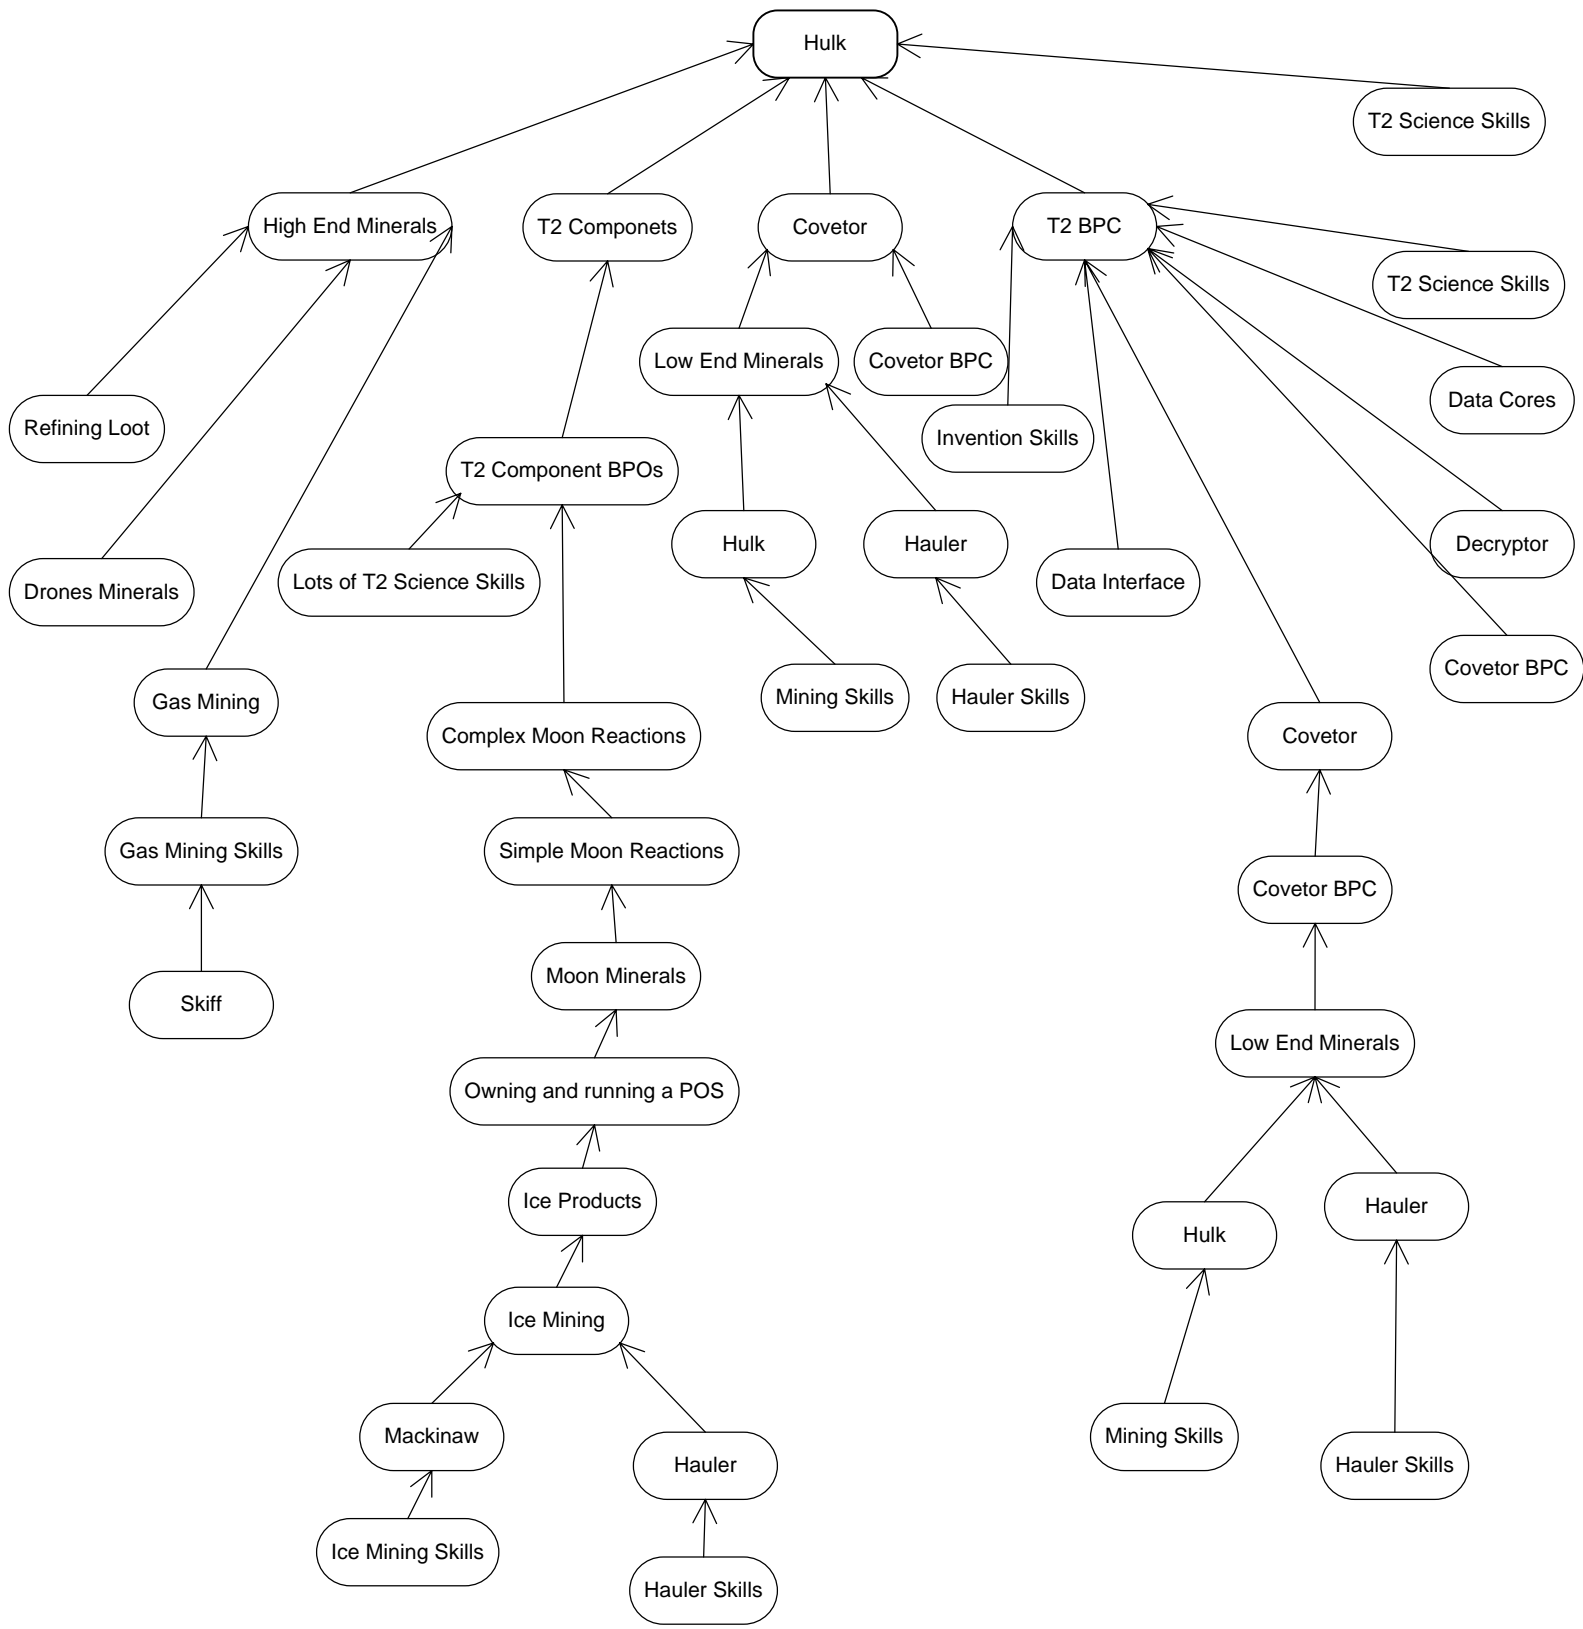 Hulk
T2 Science Skills
High End Minerals
T2 Componets
Covetor
T2 BPC
T2 Science Skills
Low End Minerals
Covetor BPC
Data Cores
Refining Loot
Invention Skills
T2 Component BPOs
Hulk
Hauler
Decryptor
Drones Minerals
Lots of T2 Science Skills
Data Interface
Covetor BPC
Gas Mining
Mining Skills
Hauler Skills
Complex Moon Reactions
Covetor
Gas Mining Skills
Simple Moon Reactions
Covetor BPC
Moon Minerals
Skiff
Low End Minerals
Owning and running a POS
Ice Products
Hauler
Hulk
Ice Mining
Mackinaw
Mining Skills
Hauler
Hauler Skills
Ice Mining Skills
Hauler Skills